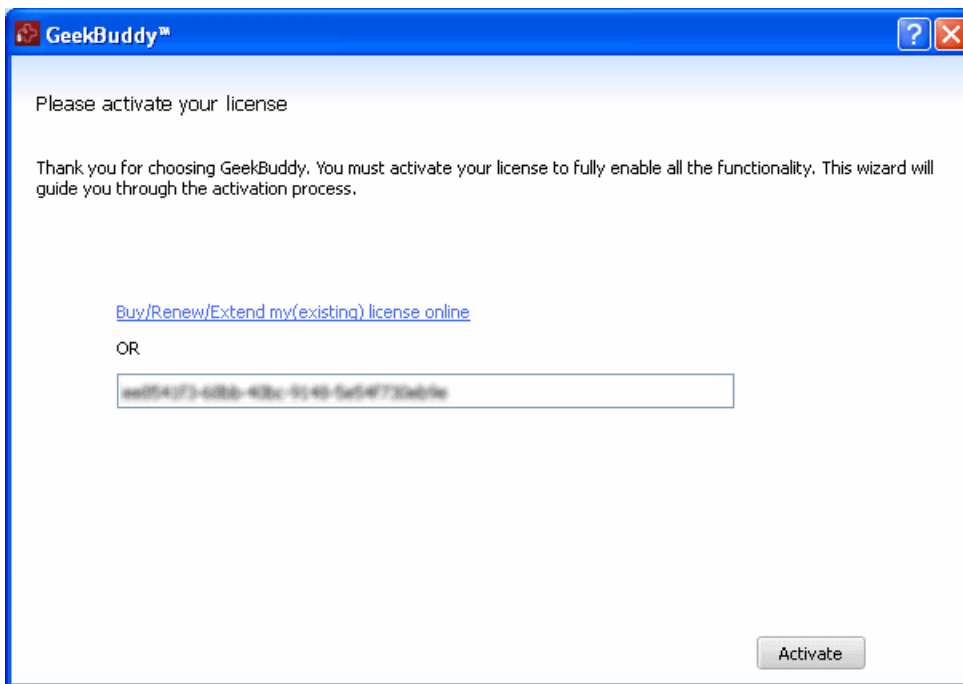 GeekBuddy™
Please activate your license
Thank you for choosing GeekBuddy. You must activate your license to fully enable all the functionality. This wizard will
guide you through the activation process.
Buy/Renew/Extend my(existing) license online
OR
Activate